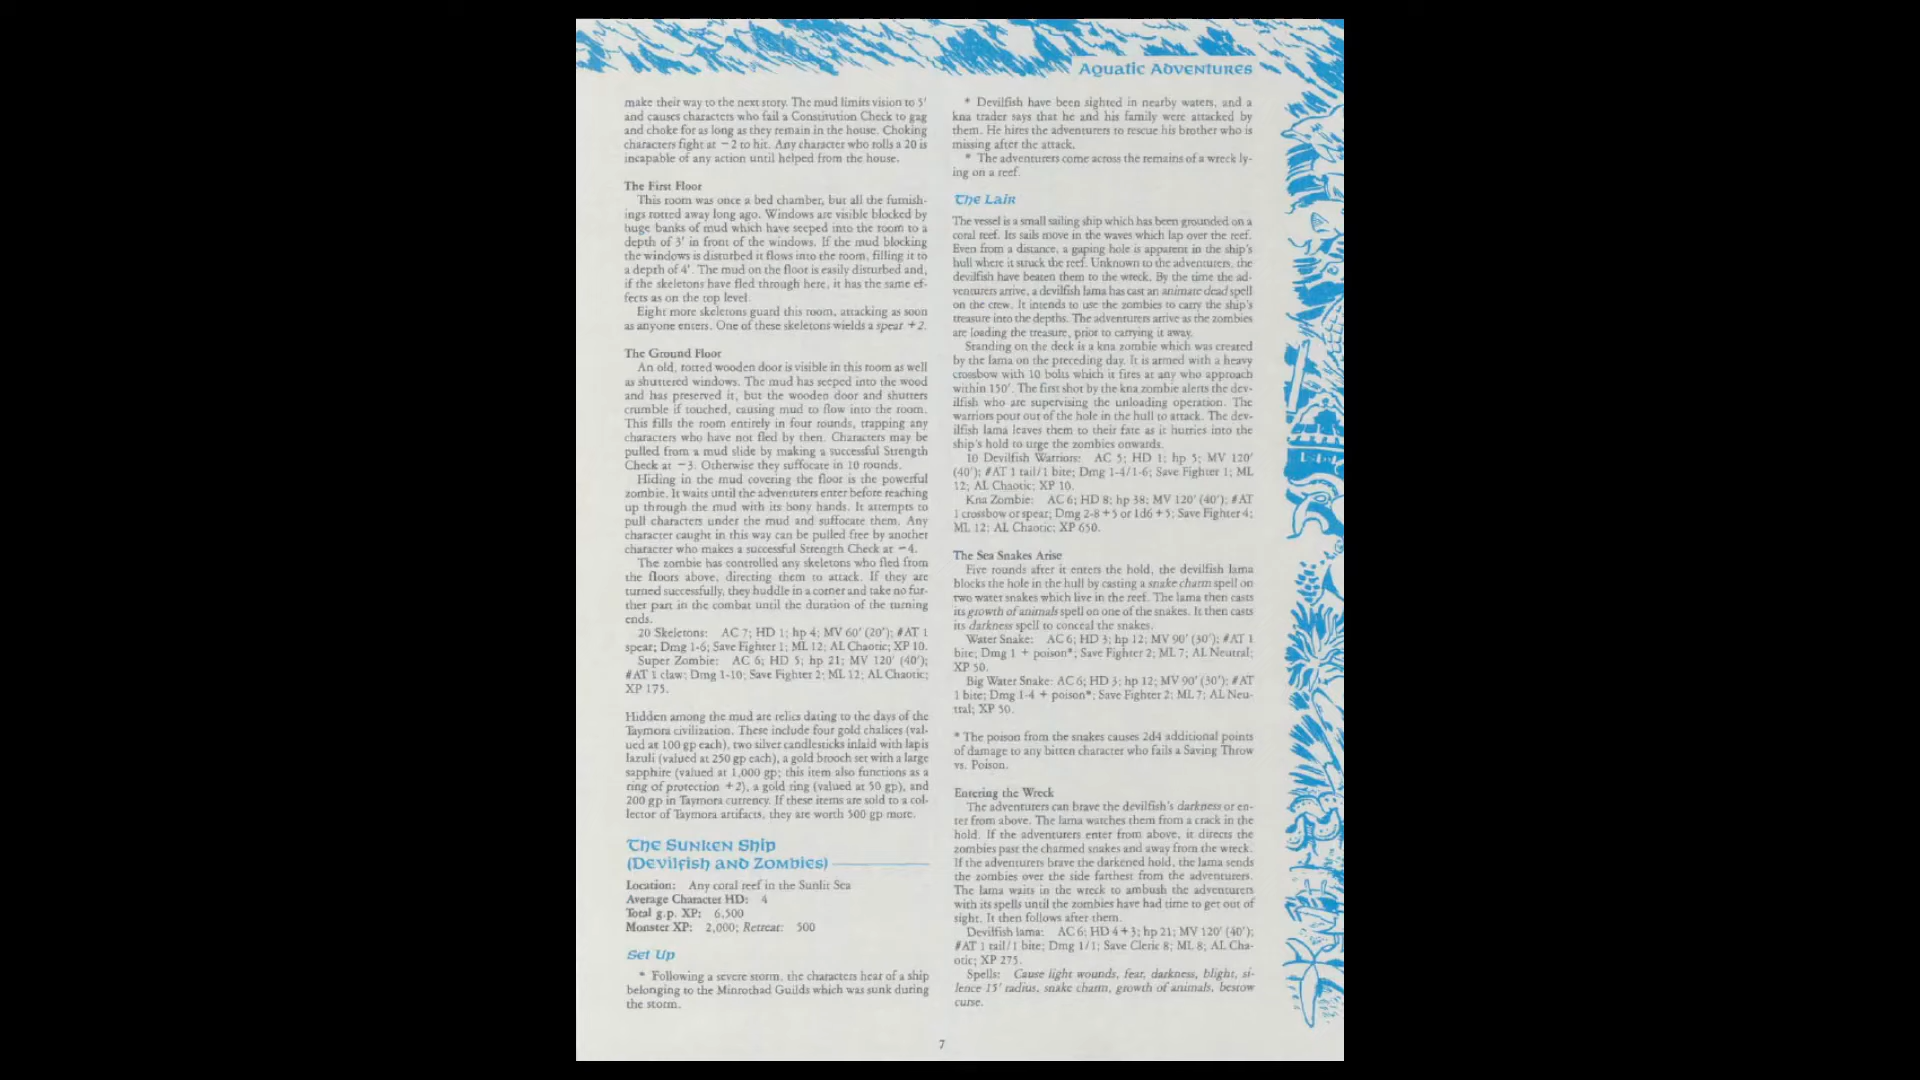 Aquatic Adventures
make their way to the next story. The mud limits vision to 5'
and causes characters who fail a Constitution Check to gag
and choke for as long as they remain in the house. Choking
characters fight at −2 to hit. Any character who rolls a 20 is
incapable of any action until helped from the house.
The First Floor
This room was once a bed chamber, but all the furnish-
ings rotted away long ago. Windows are visible blocked by
huge banks of mud which have seeped into the room to a
depth of 3' in front of the windows. If the mud blocking
the windows is disturbed it flows into the room, filling it to
a depth of 4'. The mud on the floor is easily disturbed and,
if the skeletons have fled through here, it has the same ef-
fects as on the top level.
Eight more skeletons guard this room, attacking as soon
as anyone enters. One of these skeletons wields a spear +2.
The Ground Floor
An old, rotted wooden door is visible in this room as well
as shuttered windows. The mud has seeped into the wood
and has preserved it, but the wooden door and shutters
crumble if touched, causing mud to flow into the room.
This fills the room entirely in four rounds, trapping any
characters who have not fled by then. Characters may be
pulled from a mud slide by making a successful Strength
Check at −3. Otherwise they suffocate in 10 rounds.
Hiding in the mud covering the floor is the powerful
zombie. It waits until the adventurers enter before reaching
up through the mud with its bony hands. It attempts to
pull characters under the mud and suffocate them. Any
character caught in this way can be pulled free by another
character who makes a successful Strength Check at −4.
The zombie has controlled any skeletons who fled from
the floors above, directing them to attack. If they are
turned successfully, they huddle in a corner and take no fur-
ther part in the combat until the duration of the turning
ends.
20 Skeletons: AC 7; HD 1; hp 4; MV 60' (20'); #AT 1
spear; Dmg 1-6; Save Fighter 1; ML 12; AL Chaotic; XP 10.
Super Zombie: AC 6; HD 5; hp 21; MV 120' (40');
#AT 1 claw; Dmg 1-10; Save Fighter 2; ML 12; AL Chaotic;
XP 175.
Hidden among the mud are relics dating to the days of the
Taymora civilization. These include four gold chalices (val-
ued at 100 gp each), two silver candlesticks inlaid with lapis
lazuli (valued at 250 gp each), a gold brooch set with a large
sapphire (valued at 1,000 gp; this item also functions as a
ring of protection +2), a gold ring (valued at 50 gp), and
200 gp in Taymora currency. If these items are sold to a col-
lector of Taymora artifacts, they are worth 500 gp more.
The Sunken Ship
(Devilfish and Zombies)
Location: Any coral reef in the Sunlit Sea
Average Character HD: 4
Total g.p. XP: 6,500
Monster XP: 2,000; Retreat: 500
Set Up
* Following a severe storm, the characters hear of a ship
belonging to the Minrothad Guilds which was sunk during
the storm.
* Devilfish have been sighted in nearby waters, and a
kna trader says that he and his family were attacked by
them. He hires the adventurers to rescue his brother who is
missing after the attack.
* The adventurers come across the remains of a wreck ly-
ing on a reef.
The Lair
The vessel is a small sailing ship which has been grounded on a
coral reef. Its sails move in the waves which lap over the reef.
Even from a distance, a gaping hole is apparent in the ship's
hull where it struck the reef. Unknown to the adventurers, the
devilfish have beaten them to the wreck. By the time the ad-
venturers arrive, a devilfish lama has cast an animate dead spell
on the crew. It intends to use the zombies to carry the ship's
treasure into the depths. The adventurers arrive as the zombies
are loading the treasure, prior to carrying it away.
Standing on the deck is a kna zombie which was created
by the lama on the preceding day. It is armed with a heavy
crossbow with 10 bolts which it fires at any who approach
within 150'. The first shot by the kna zombie alerts the dev-
ilfish who are supervising the unloading operation. The
warriors pour out of the hole in the hull to attack. The dev-
ilfish lama leaves them to their fate as it hurries into the
ship's hold to urge the zombies onwards.
10 Devilfish Warriors: AC 5; HD 1; hp 5; MV 120'
(40'); #AT 1 tail/1 bite; Dmg 1-4/1-6; Save Fighter 1; ML
12; AL Chaotic; XP 10.
Kna Zombie: AC 6; HD 8; hp 38; MV 120' (40'); #AT
1 crossbow or spear; Dmg 2-8 +5 or 1d6 +5; Save Fighter 4;
ML 12; AL Chaotic; XP 650.
The Sea Snakes Arise
Five rounds after it enters the hold, the devilfish lama
blocks the hole in the hull by casting a snake charm spell on
two water snakes which live in the reef. The lama then casts
its growth of animals spell on one of the snakes. It then casts
its darkness spell to conceal the snakes.
Water Snake: AC 6; HD 3; hp 12; MV 90' (30'); #AT 1
bite; Dmg 1 + poison*; Save Fighter 2; ML 7; AL Neutral;
XP 50.
Big Water Snake: AC 6; HD 3; hp 12; MV 90' (30'); #AT
1 bite; Dmg 1-4 + poison*; Save Fighter 2; ML 7; AL Neu-
tral; XP 50.
* The poison from the snakes causes 2d4 additional points
of damage to any bitten character who fails a Saving Throw
vs. Poison.
Entering the Wreck
The adventurers can brave the devilfish's darkness or en-
ter from above. The lama watches them from a crack in the
hold. If the adventurers enter from above, it directs the
zombies past the charmed snakes and away from the wreck.
If the adventurers brave the darkened hold, the lama sends
the zombies over the side farthest from the adventurers.
The lama waits in the wreck to ambush the adventurers
with its spells until the zombies have had time to get out of
sight. It then follows after them.
Devilfish lama: AC 6; HD 4+3; hp 21; MV 120' (40');
#AT 1 tail/1 bite; Dmg 1/1; Save Cleric 8; ML 8; AL Cha-
otic; XP 275.
Spells: Cause light wounds, fear, darkness, blight, si-
lence 15' radius, snake charm, growth of animals, bestow
curse.
7